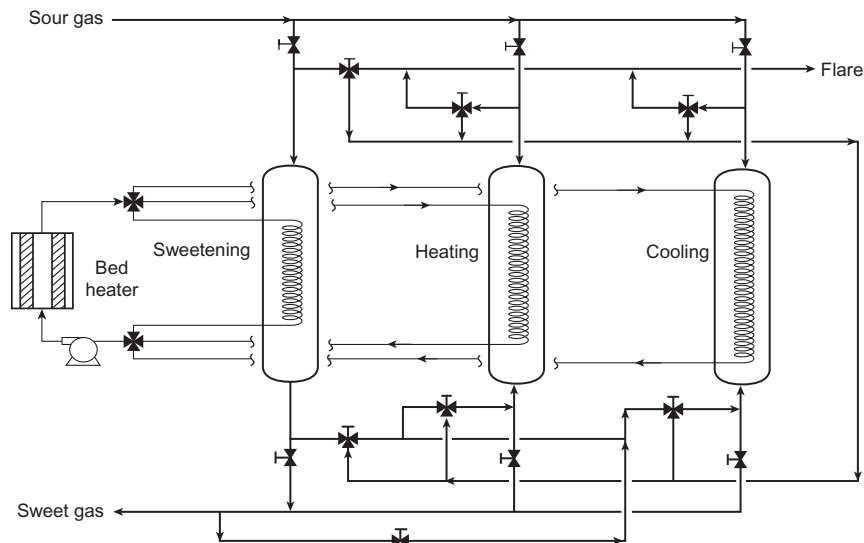 Sour gas
Flare
Sweetening
Heating
Cooling
Bed
heater
Sweet gas